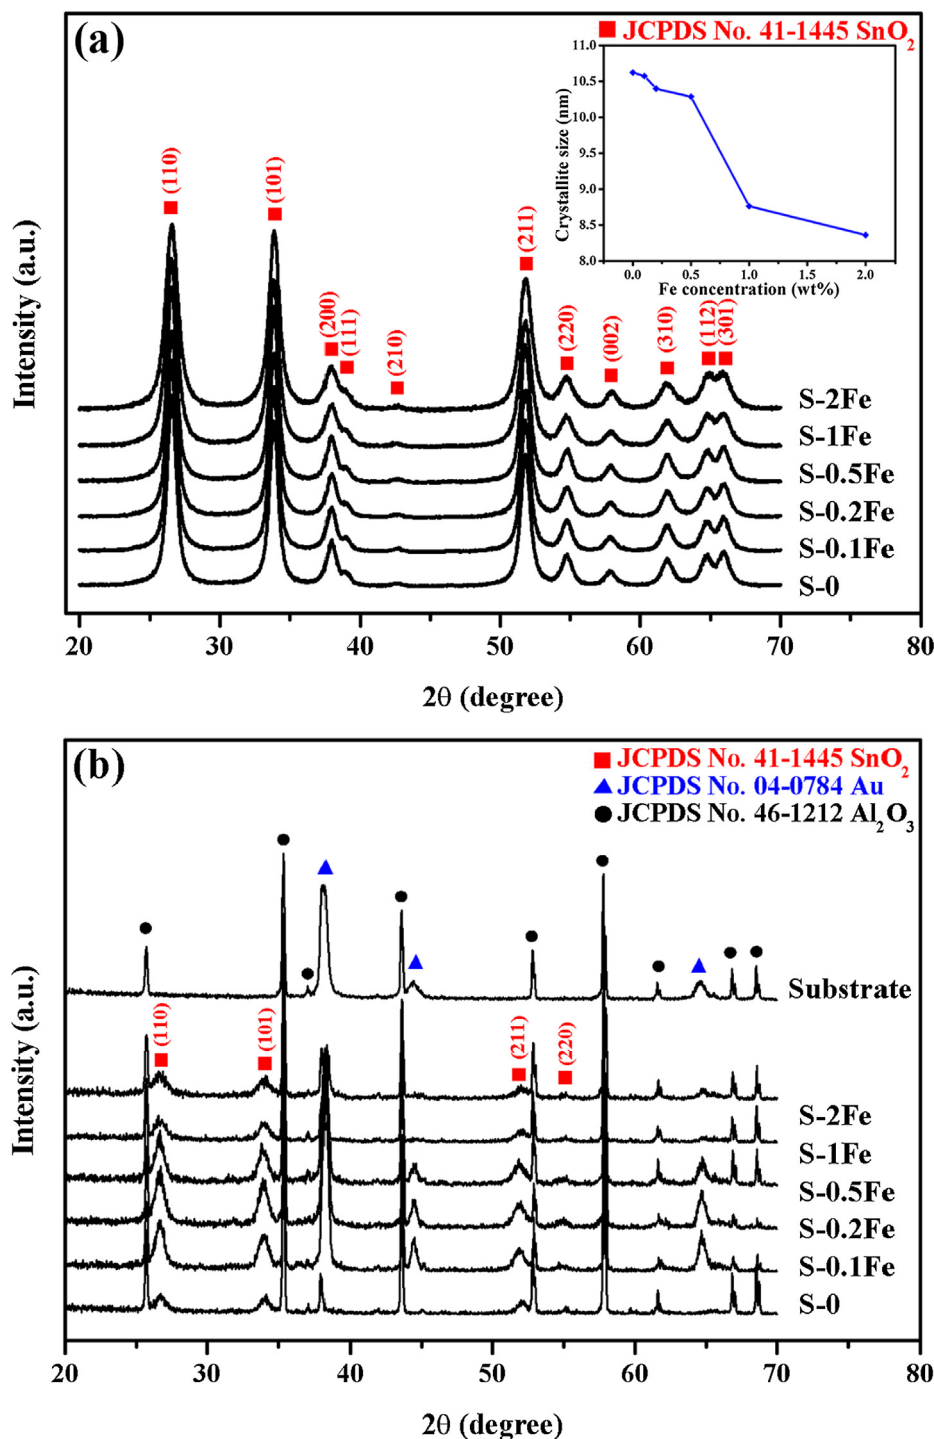 (a)
JCPDS No. 41-1445 SnO2
(110)
(101)
(200)
(111)
(210)
(211)
(220)
(002)
(310)
(112)
(301)
Crystallite size (nm)
11.0
10.5
10.0
9.5
9.0
8.5
8.0
0.0
0.5
1.0
1.5
2.0
Fe concentration (wt%)
Intensity (a.u.)
S-2Fe
S-1Fe
S-0.5Fe
S-0.2Fe
S-0.1Fe
S-0
20
30
40
50
60
70
80
2θ (degree)
(b)
JCPDS No. 41-1445 SnO2
JCPDS No. 04-0784 Au
JCPDS No. 46-1212 Al2O3
Intensity (a.u.)
Substrate
(110)
(101)
(211)
(220)
S-2Fe
S-1Fe
S-0.5Fe
S-0.2Fe
S-0.1Fe
S-0
20
30
40
50
60
70
80
2θ (degree)